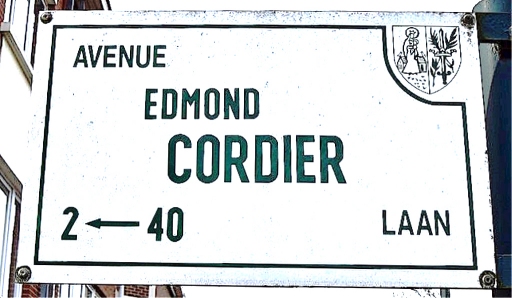 AVENUE
EDMOND
CORDIER
2 ← 40 LAAN